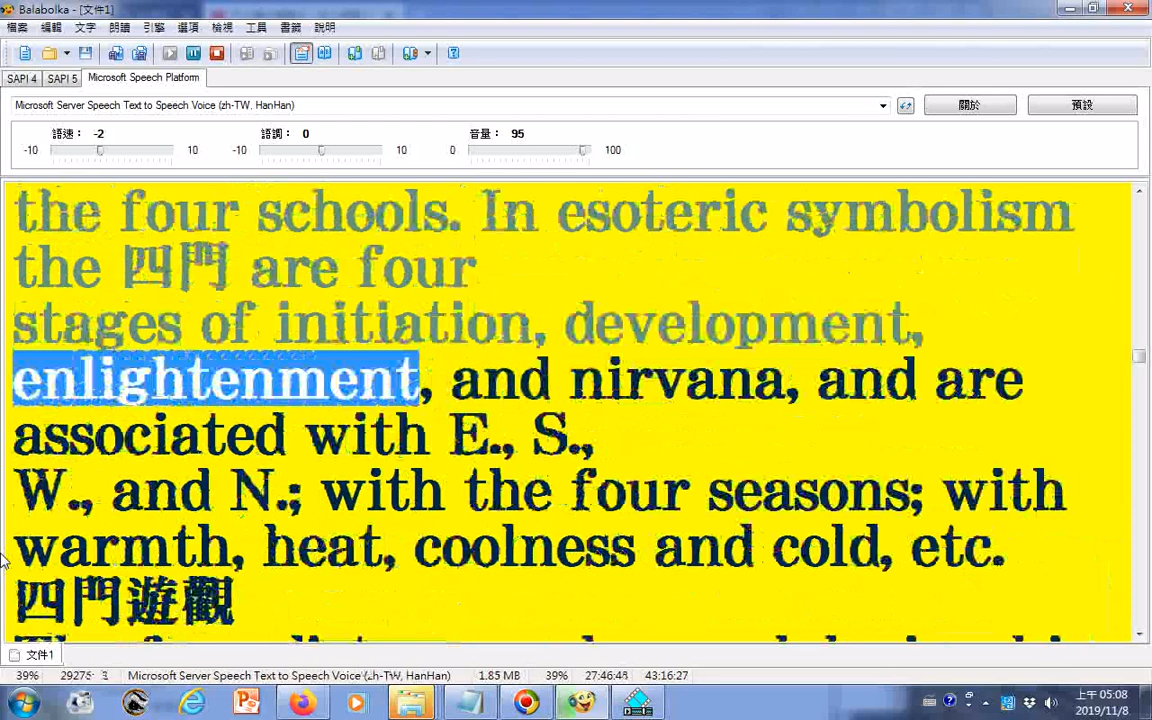 Balabolka - [文件1]
檔案 編輯 文字 朗讀 引擎 選項 檢視 工具 書籤 說明
SAPI 4 SAPI 5 Microsoft Speech Platform
Microsoft Server Speech Text to Speech Voice (zh-TW, HanHan) 關於 預設
語速： -2 語調： 0 音量： 95
-10 10 -10 10 0 100
the four schools. In esoteric symbolism
the 四門 are four
stages of initiation, development,
enlightenment, and nirvana, and are
associated with E., S.,
W., and N.; with the four seasons; with
warmth, heat, coolness and cold, etc.
四門遊觀
文件1
39% Microsoft Server Speech Text to Speech Voice (zh-TW, HanHan) 1.85 MB 39% 27:46:48 43:16:27
上午 05:08
2019/11/8